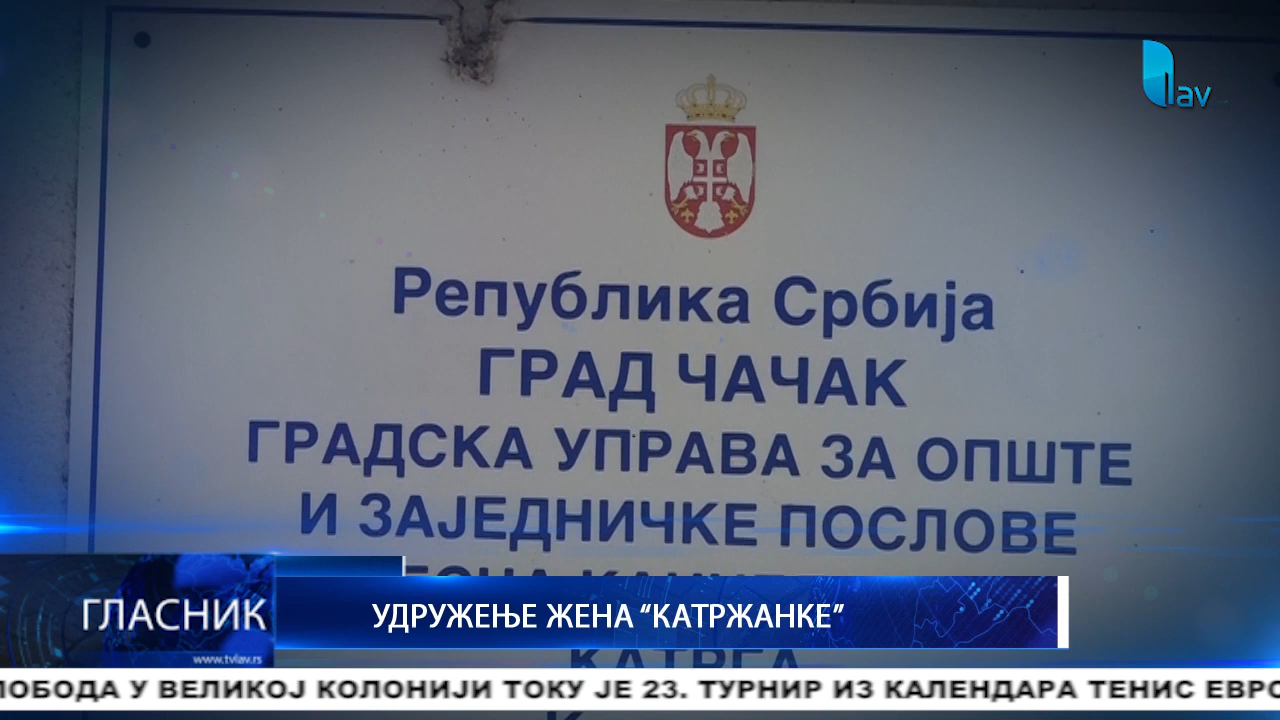 lav
Република Србија
ГРАД ЧАЧАК
ГРАДСКА УПРАВА ЗА ОПШТЕ
И ЗАЈЕДНИЧКЕ ПОСЛОВЕ
ГЛАСНИК
УДРУЖЕЊЕ ЖЕНА “КАТРЖАНКЕ”
www.tvlav.rs
КАТРГА
ЛОБОДА У ВЕЛИКОЈ КОЛОНИЈИ ТОКУ ЈЕ 23. ТУРНИР ИЗ КАЛЕНДАРА ТЕНИС ЕВРО